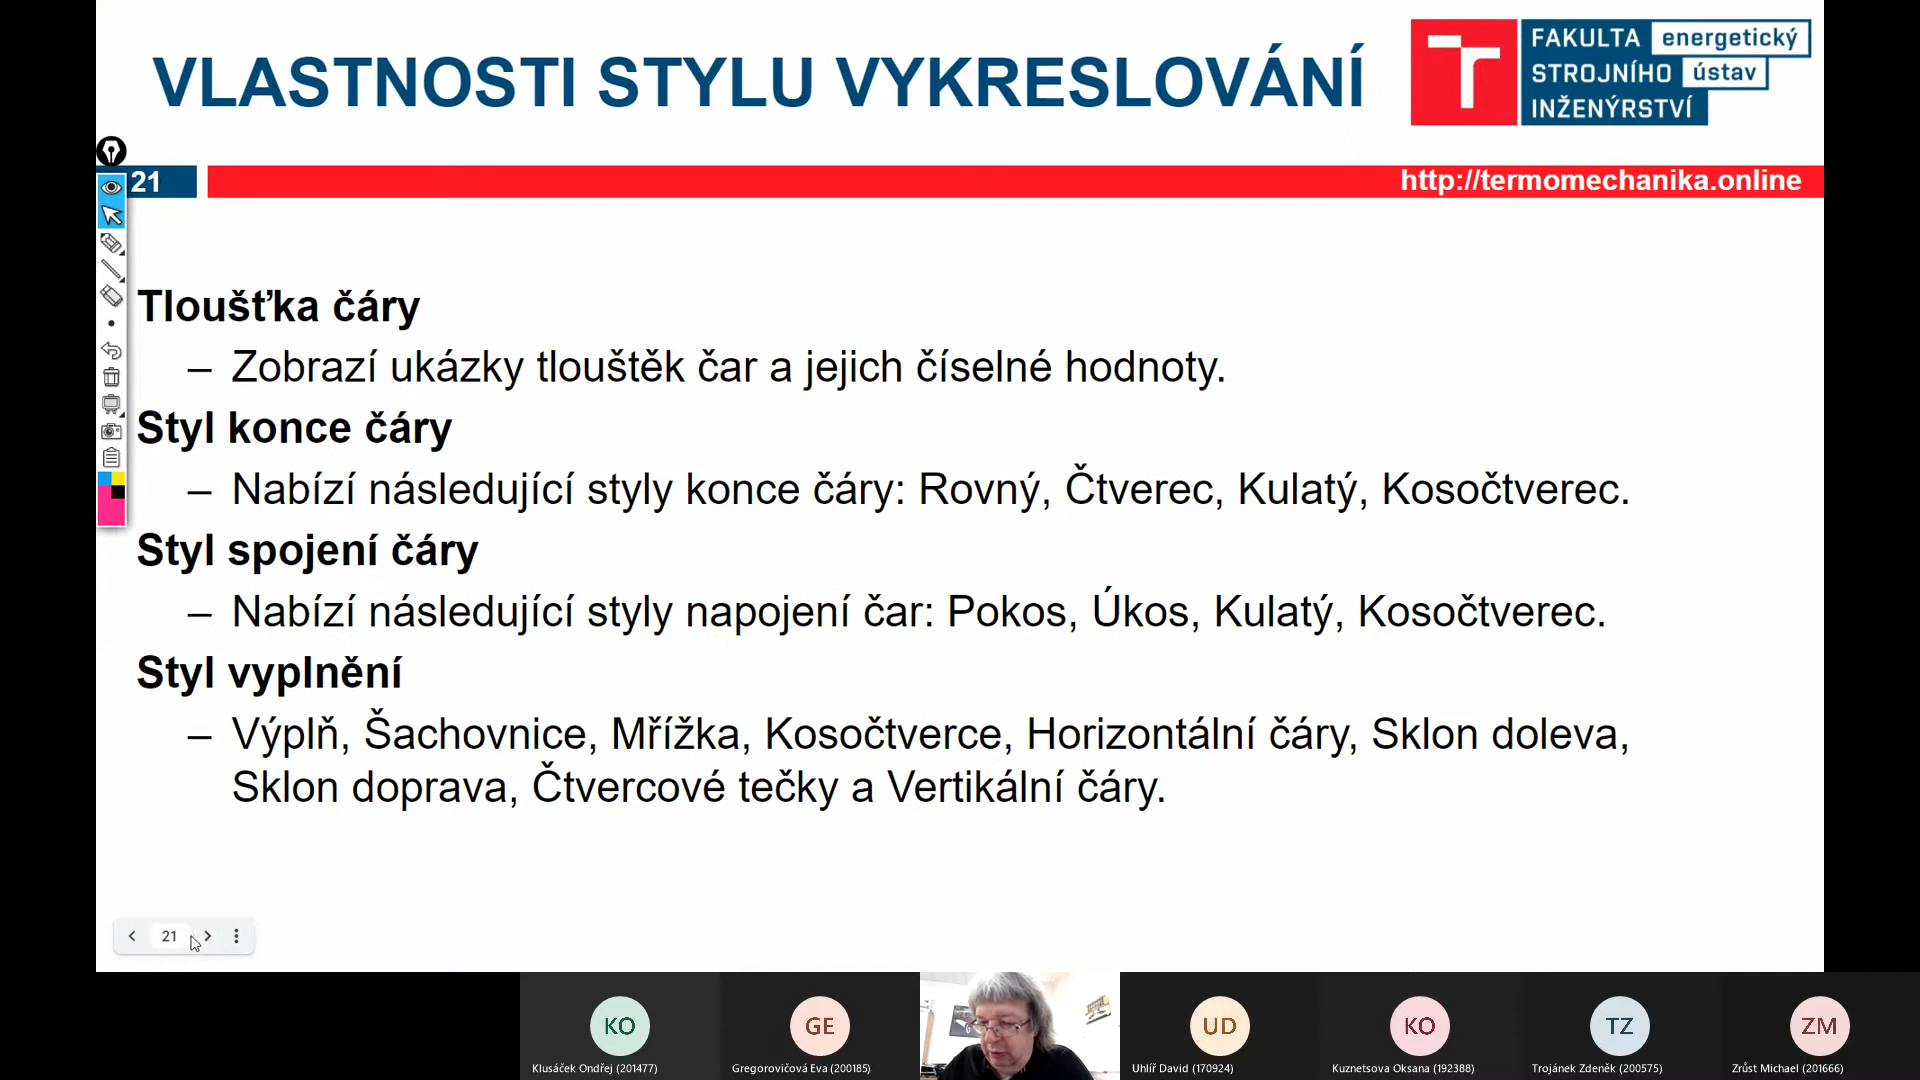 VLASTNOSTI STYLU VYKRESLOVÁNÍ
FAKULTA energetický
STROJNÍHO ústav
INŽENÝRSTVÍ
21
http://termomechanika.online
Tloušťka čáry
– Zobrazí ukázky tlouštěk čar a jejich číselné hodnoty.
Styl konce čáry
– Nabízí následující styly konce čáry: Rovný, Čtverec, Kulatý, Kosočtverec.
Styl spojení čáry
– Nabízí následující styly napojení čar: Pokos, Úkos, Kulatý, Kosočtverec.
Styl vyplnění
– Výplň, Šachovnice, Mřížka, Kosočtverce, Horizontální čáry, Sklon doleva,
Sklon doprava, Čtvercové tečky a Vertikální čáry.
21
KO
GE
UD
KO
TZ
ZM
Klusáček Ondřej (201477)
Gregorovičová Eva (200185)
Uhlíř David (170924)
Kuznetsova Oksana (192388)
Trojánek Zdeněk (200575)
Zrůst Michael (201666)